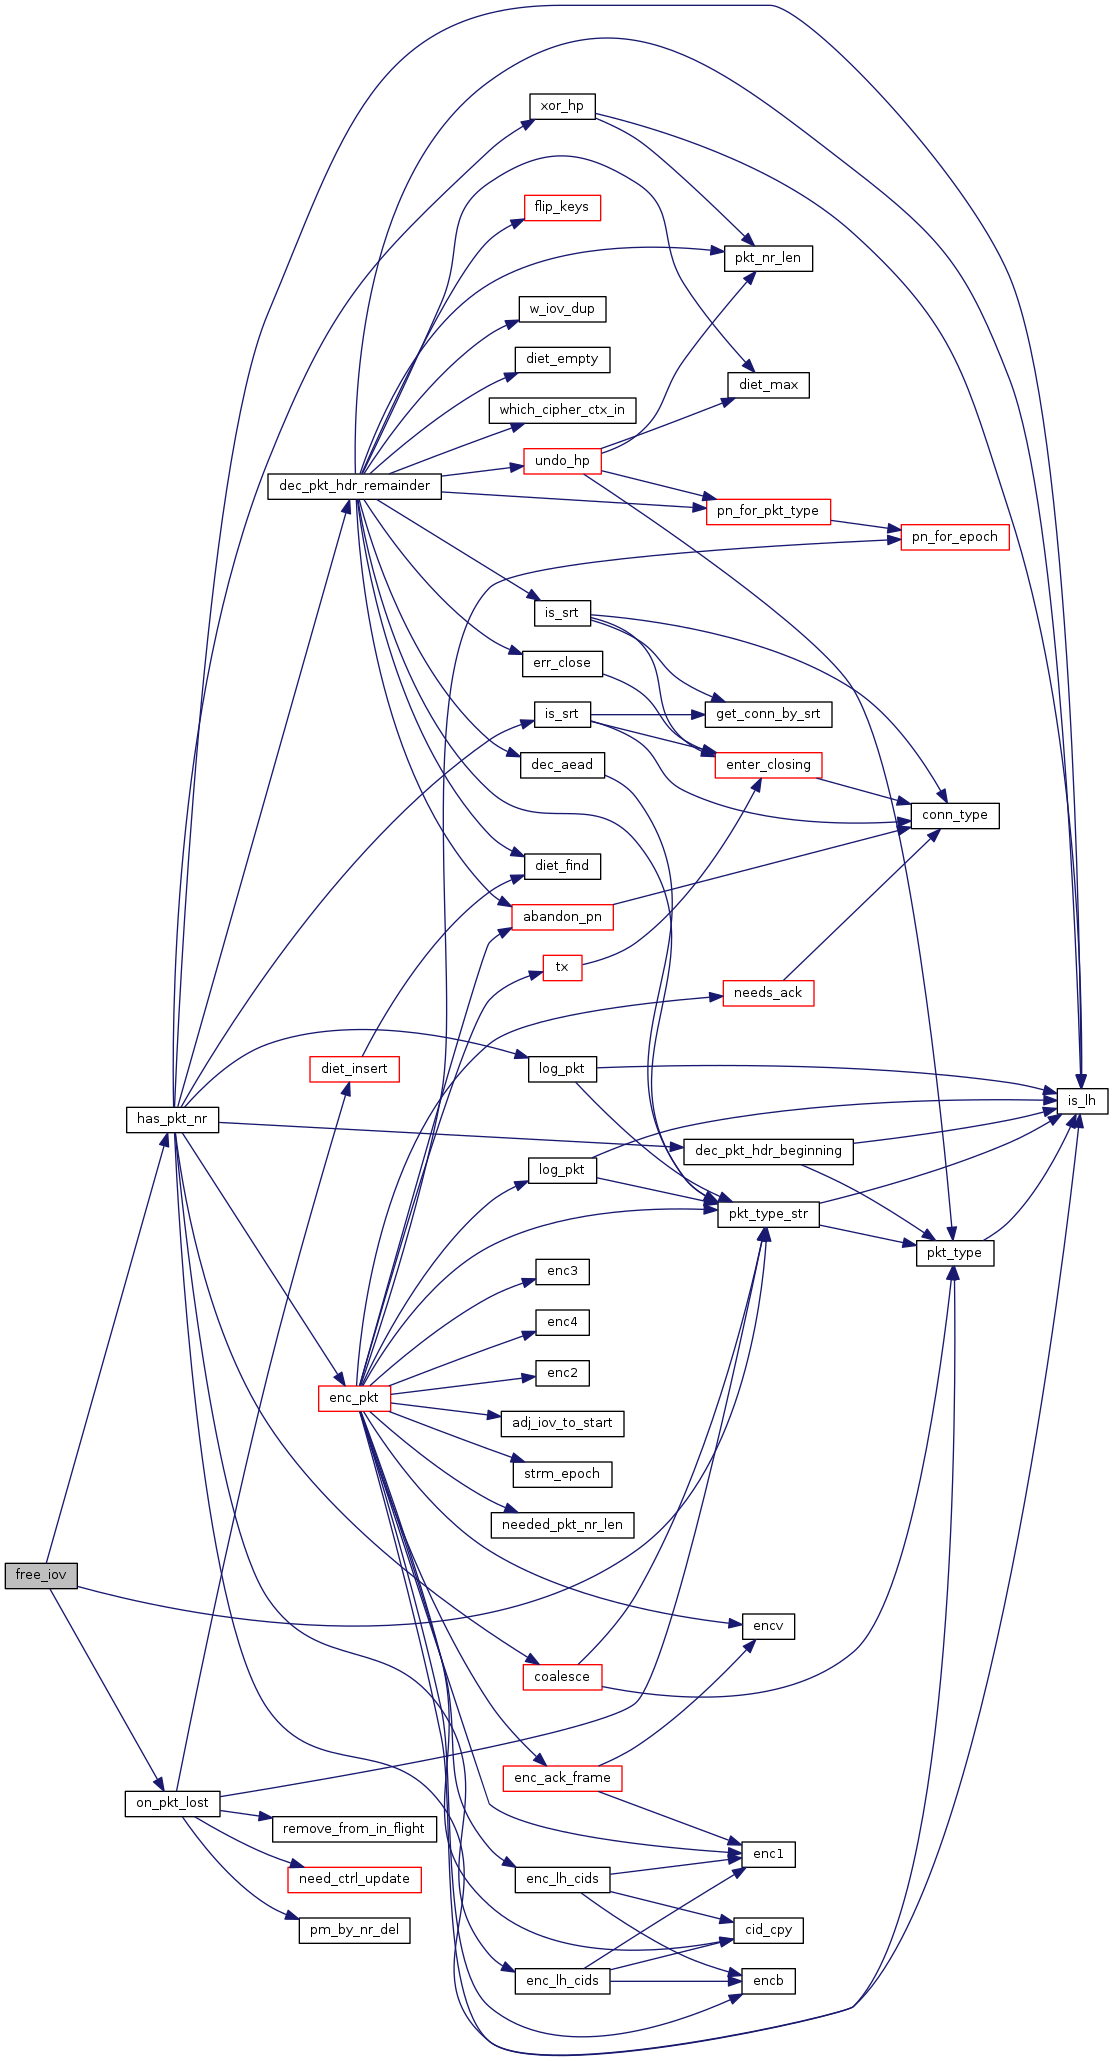 xor_hp
flip_keys
pkt_nr_len
w_iov_dup
diet_empty
diet_max
which_cipher_ctx_in
undo_hp
dec_pkt_hdr_remainder
pn_for_pkt_type
pn_for_epoch
is_srt
err_close
is_srt
get_conn_by_srt
dec_aead
enter_closing
conn_type
diet_find
abandon_pn
tx
needs_ack
diet_insert
log_pkt
is_lh
has_pkt_nr
dec_pkt_hdr_beginning
log_pkt
pkt_type_str
pkt_type
enc3
enc4
enc2
enc_pkt
adj_iov_to_start
strm_epoch
needed_pkt_nr_len
free_iov
encv
coalesce
enc_ack_frame
on_pkt_lost
remove_from_in_flight
enc1
need_ctrl_update
enc_lh_cids
pm_by_nr_del
cid_cpy
enc_lh_cids
encb